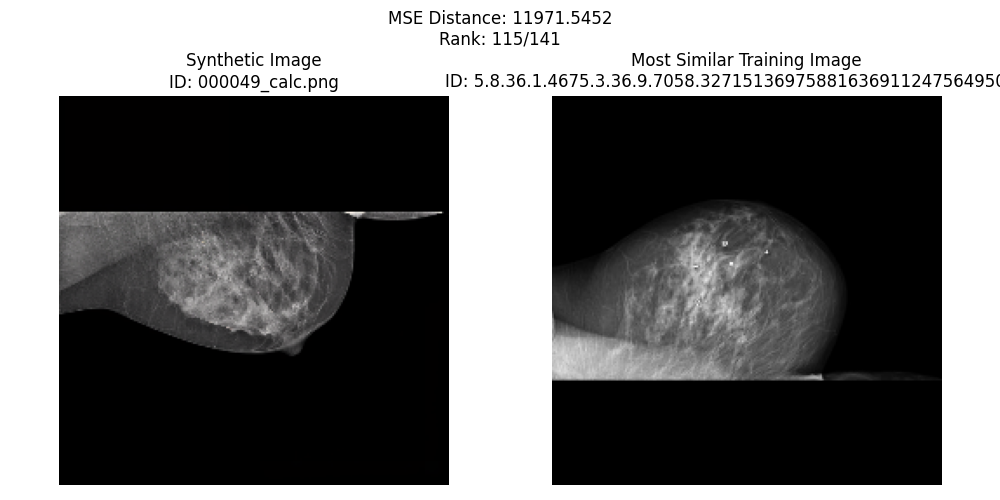 MSE Distance: 11971.5452
Rank: 115/141
Synthetic Image
ID: 000049_calc.png
Most Similar Training Image
ID: 5.8.36.1.4675.3.36.9.7058.32715136975881636911247564950